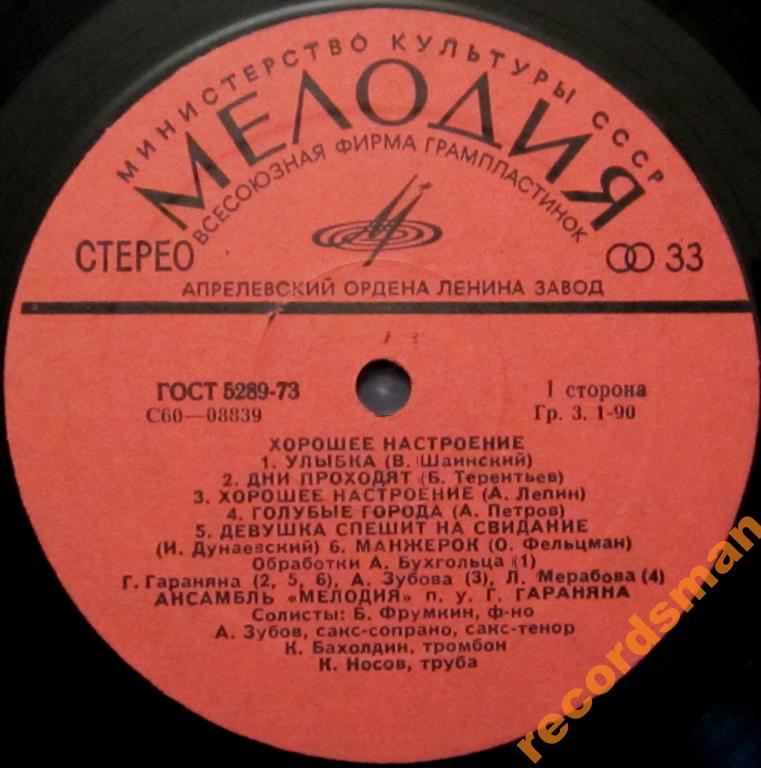 МИНИСТЕРСТВО КУЛЬТУРЫ СССР
МЕЛОДИЯ
ВСЕСОЮЗНАЯ ФИРМА ГРАМПЛАСТИНОК
СТЕРЕО 33
АПРЕЛЕВСКИЙ ОРДЕНА ЛЕНИНА ЗАВОД
ГОСТ 5289-73 I сторона
С60—08839 Гр. 3. 1-90
ХОРОШЕЕ НАСТРОЕНИЕ
1. УЛЫБКА (В. Шаинский)
2. ДНИ ПРОХОДЯТ (Б. Терентьев)
3. ХОРОШЕЕ НАСТРОЕНИЕ (А. Лепин)
4. ГОЛУБЫЕ ГОРОДА (А. Петров)
5. ДЕВУШКА СПЕШИТ НА СВИДАНИЕ
(И. Дунаевский) 6. МАНЖЕРОК (О. Фельцман)
Обработки А. Бухгольца (1)
Г. Гараняна (2, 5, 6), А. Зубова (3), Л. Мерабова (4)
АНСАМБЛЬ «МЕЛОДИЯ» п. у. Г. ГАРАНЯНА
Солисты: Б. Фрумкин, ф-но
А. Зубов, сакс-сопрано, сакс-тенор
К. Бахолдин, тромбон
К. Носов, труба
recordsman